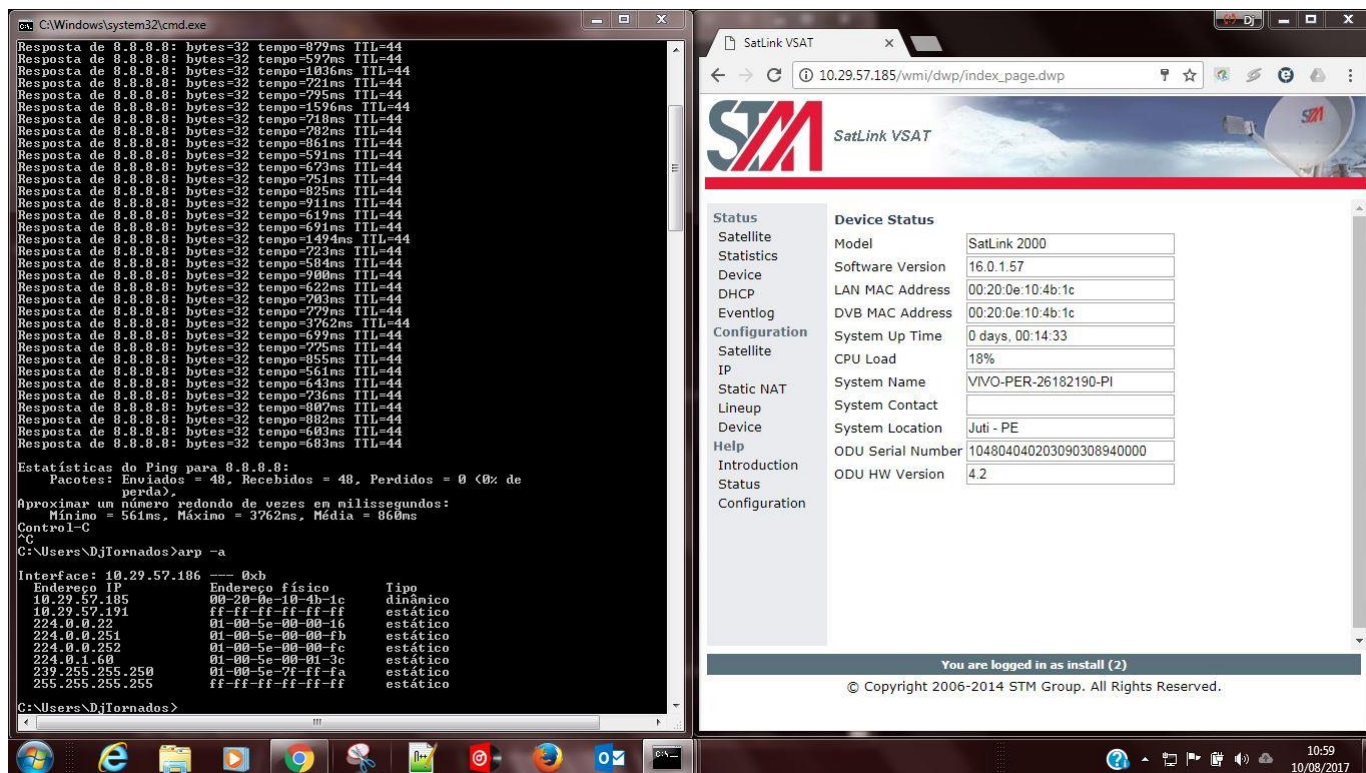 C:\Windows\system32\cmd.exe
Resposta de 8.8.8.8: bytes=32 tempo=879ms TTL=44
Resposta de 8.8.8.8: bytes=32 tempo=597ms TTL=44
Resposta de 8.8.8.8: bytes=32 tempo=1036ms TTL=44
Resposta de 8.8.8.8: bytes=32 tempo=721ms TTL=44
Resposta de 8.8.8.8: bytes=32 tempo=795ms TTL=44
Resposta de 8.8.8.8: bytes=32 tempo=1596ms TTL=44
Resposta de 8.8.8.8: bytes=32 tempo=718ms TTL=44
Resposta de 8.8.8.8: bytes=32 tempo=782ms TTL=44
Resposta de 8.8.8.8: bytes=32 tempo=861ms TTL=44
Resposta de 8.8.8.8: bytes=32 tempo=591ms TTL=44
Resposta de 8.8.8.8: bytes=32 tempo=673ms TTL=44
Resposta de 8.8.8.8: bytes=32 tempo=751ms TTL=44
Resposta de 8.8.8.8: bytes=32 tempo=825ms TTL=44
Resposta de 8.8.8.8: bytes=32 tempo=911ms TTL=44
Resposta de 8.8.8.8: bytes=32 tempo=619ms TTL=44
Resposta de 8.8.8.8: bytes=32 tempo=691ms TTL=44
Resposta de 8.8.8.8: bytes=32 tempo=1494ms TTL=44
Resposta de 8.8.8.8: bytes=32 tempo=723ms TTL=44
Resposta de 8.8.8.8: bytes=32 tempo=584ms TTL=44
Resposta de 8.8.8.8: bytes=32 tempo=900ms TTL=44
Resposta de 8.8.8.8: bytes=32 tempo=622ms TTL=44
Resposta de 8.8.8.8: bytes=32 tempo=703ms TTL=44
Resposta de 8.8.8.8: bytes=32 tempo=779ms TTL=44
Resposta de 8.8.8.8: bytes=32 tempo=3762ms TTL=44
Resposta de 8.8.8.8: bytes=32 tempo=699ms TTL=44
Resposta de 8.8.8.8: bytes=32 tempo=775ms TTL=44
Resposta de 8.8.8.8: bytes=32 tempo=855ms TTL=44
Resposta de 8.8.8.8: bytes=32 tempo=561ms TTL=44
Resposta de 8.8.8.8: bytes=32 tempo=643ms TTL=44
Resposta de 8.8.8.8: bytes=32 tempo=736ms TTL=44
Resposta de 8.8.8.8: bytes=32 tempo=807ms TTL=44
Resposta de 8.8.8.8: bytes=32 tempo=882ms TTL=44
Resposta de 8.8.8.8: bytes=32 tempo=603ms TTL=44
Resposta de 8.8.8.8: bytes=32 tempo=683ms TTL=44
Estatísticas do Ping para 8.8.8.8:
Pacotes: Enviados = 48, Recebidos = 48, Perdidos = 0 (0% de
perda),
Aproximar um número redondo de vezes em milissegundos:
Mínimo = 561ms, Máximo = 3762ms, Média = 860ms
Control-C
^C
C:\Users\DjTornados>arp -a
Interface: 10.29.57.186 --- 0xb
Endereço IP Endereço físico Tipo
10.29.57.185 00-20-0e-10-4b-1c dinâmico
10.29.57.191 ff-ff-ff-ff-ff-ff estático
224.0.0.22 01-00-5e-00-00-16 estático
224.0.0.251 01-00-5e-00-00-fb estático
224.0.0.252 01-00-5e-00-00-fc estático
224.0.1.60 01-00-5e-00-01-3c estático
239.255.255.250 01-00-5e-7f-ff-fa estático
255.255.255.255 ff-ff-ff-ff-ff-ff estático
C:\Users\DjTornados>
Dj
SatLink VSAT
10.29.57.185/wmi/dwp/index_page.dwp
STM
SatLink VSAT
STM
Status
Satellite
Statistics
Device
DHCP
Eventlog
Configuration
Satellite
IP
Static NAT
Lineup
Device
Help
Introduction
Status
Configuration
Device Status
Model SatLink 2000
Software Version 16.0.1.57
LAN MAC Address 00:20:0e:10:4b:1c
DVB MAC Address 00:20:0e:10:4b:1c
System Up Time 0 days, 00:14:33
CPU Load 18%
System Name VIVO-PER-26182190-PI
System Contact
System Location Juti - PE
ODU Serial Number 104804040203090308940000
ODU HW Version 4.2
You are logged in as install (2)
© Copyright 2006-2014 STM Group. All Rights Reserved.
10:59
10/08/2017